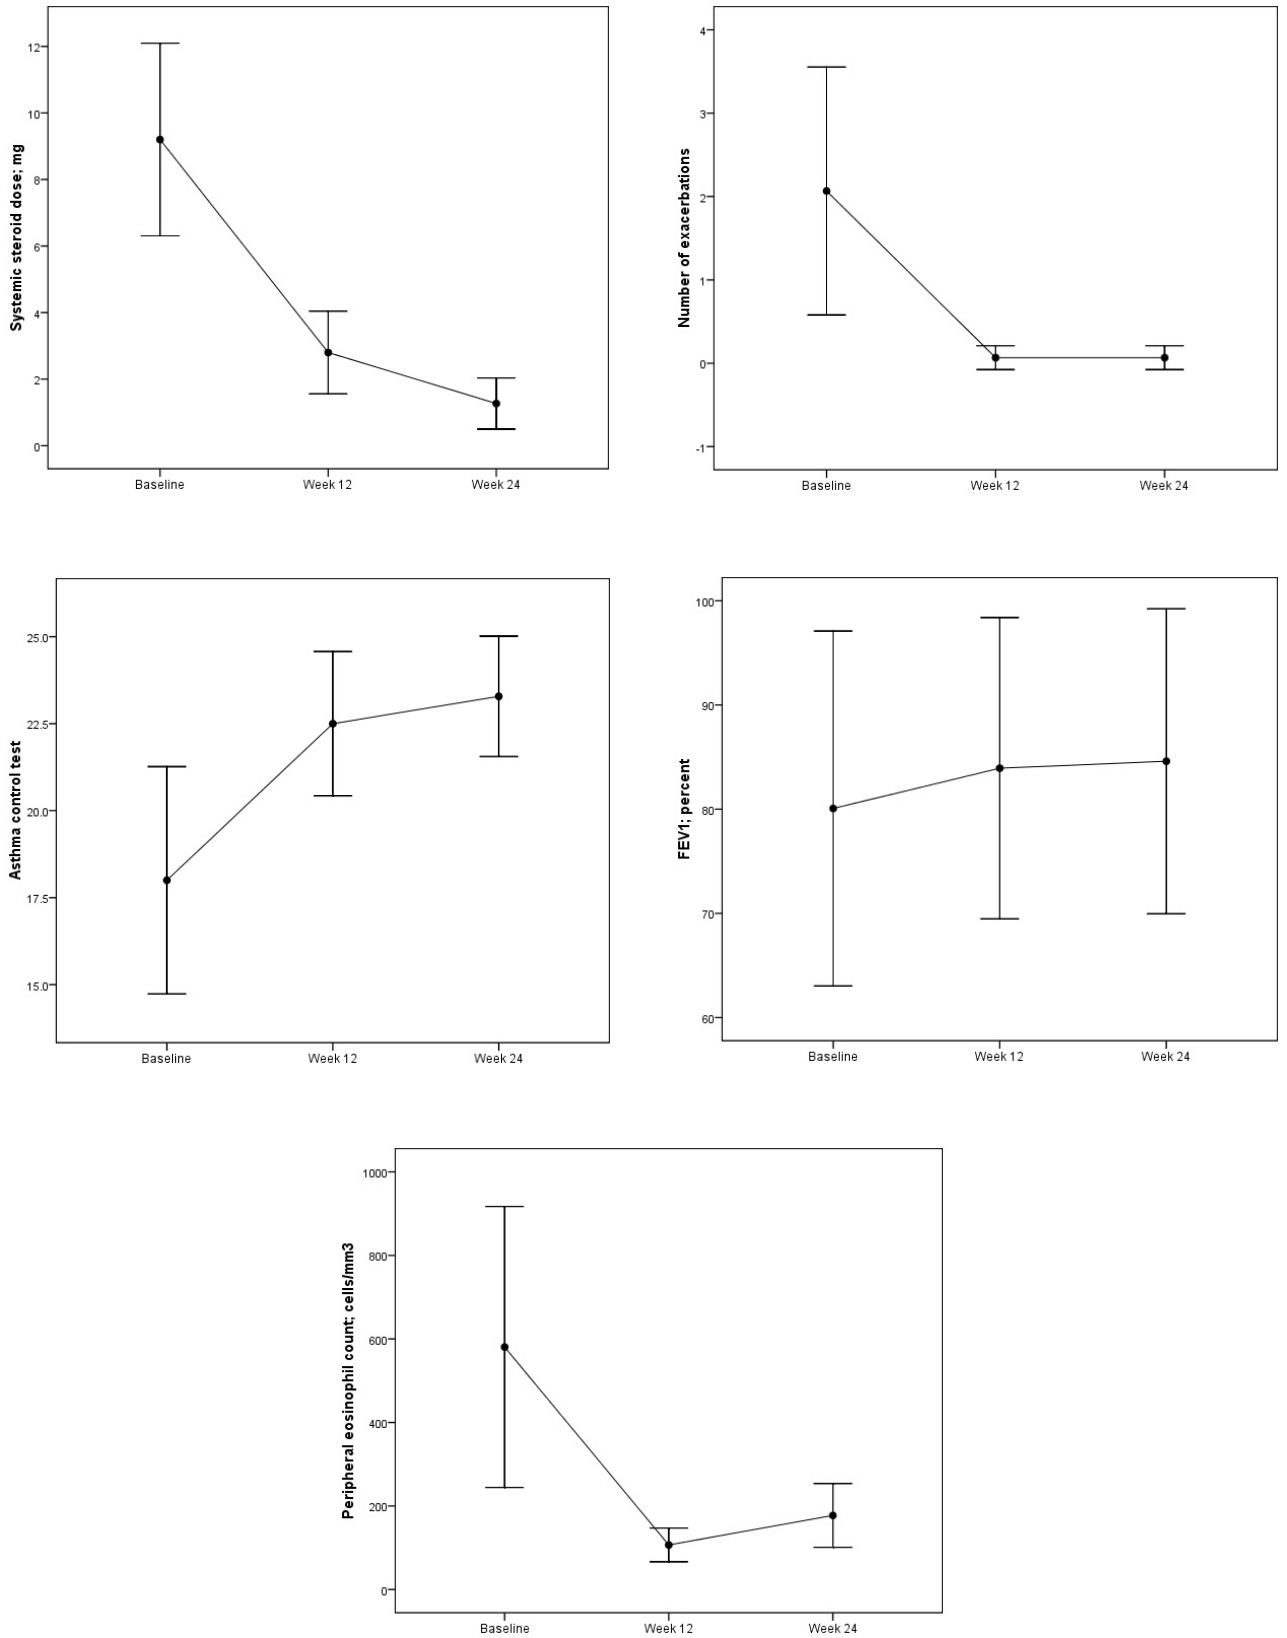 Systemic steroid dose; mg
12
10
8
6
4
2
0
Baseline
Week 12
Week 24
Number of exacerbations
4
3
2
1
0
-1
Baseline
Week 12
Week 24
Asthma control test
25.0
22.5
20.0
17.5
15.0
Baseline
Week 12
Week 24
FEV1; percent
100
90
80
70
60
Baseline
Week 12
Week 24
Peripheral eosinophil count; cells/mm3
1000
800
600
400
200
0
Baseline
Week 12
Week 24